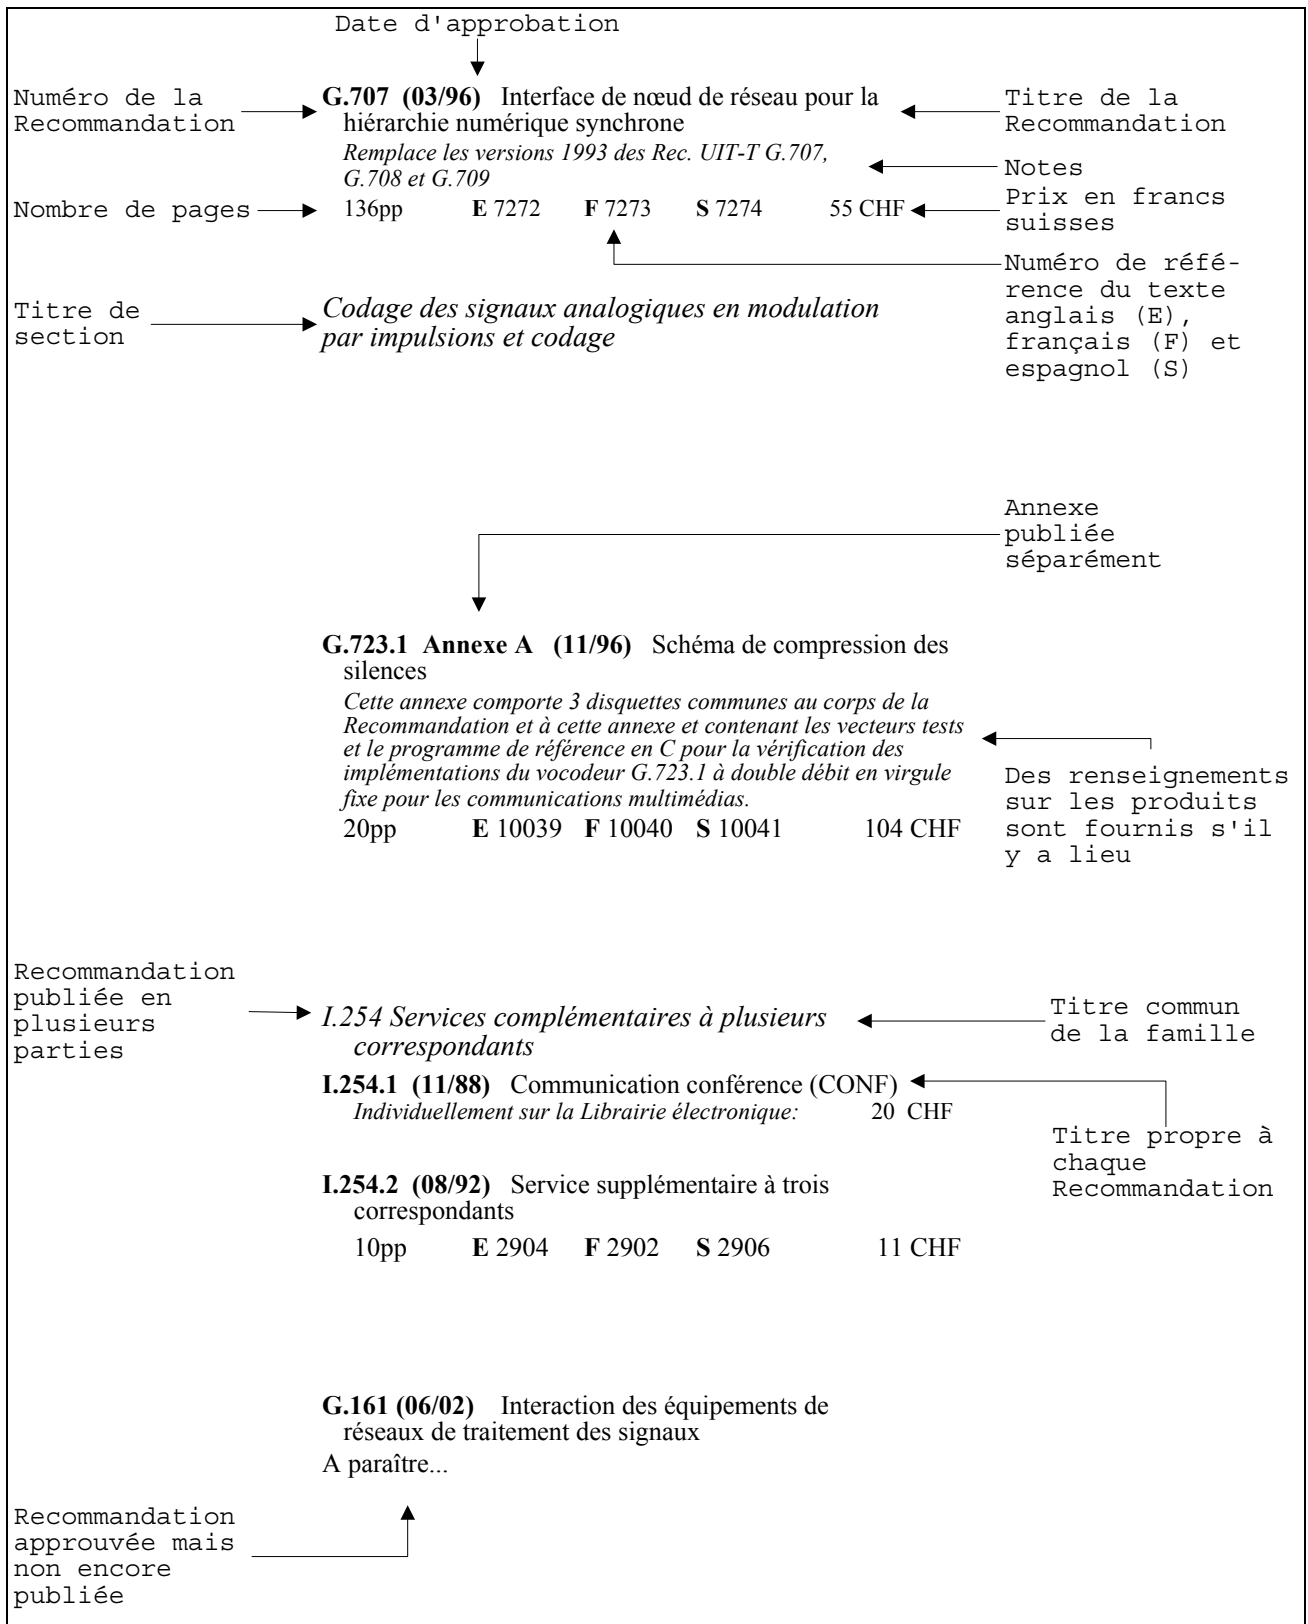 Date d'approbation
Numéro de la
Recommandation
G.707 (03/96) Interface de nœud de réseau pour la
hiérarchie numérique synchrone
Titre de la
Recommandation
Remplace les versions 1993 des Rec. UIT-T G.707,
G.708 et G.709
Notes
Nombre de pages
136pp E 7272 F 7273 S 7274 55 CHF
Prix en francs
suisses
Numéro de réfé-
rence du texte
anglais (E),
français (F) et
espagnol (S)
Titre de
section
Codage des signaux analogiques en modulation
par impulsions et codage
Annexe
publiée
séparément
G.723.1 Annexe A (11/96) Schéma de compression des
silences
Cette annexe comporte 3 disquettes communes au corps de la
Recommandation et à cette annexe et contenant les vecteurs tests
et le programme de référence en C pour la vérification des
implémentations du vocodeur G.723.1 à double débit en virgule
fixe pour les communications multimédias.
20pp E 10039 F 10040 S 10041 104 CHF
Des renseignements
sur les produits
sont fournis s'il
y a lieu
Recommandation
publiée en
plusieurs
parties
I.254 Services complémentaires à plusieurs
correspondants
Titre commun
de la famille
I.254.1 (11/88) Communication conférence (CONF)
Individuellement sur la Librairie électronique: 20 CHF
Titre propre à
chaque
Recommandation
I.254.2 (08/92) Service supplémentaire à trois
correspondants
10pp E 2904 F 2902 S 2906 11 CHF
G.161 (06/02) Interaction des équipements de
réseaux de traitement des signaux
A paraître...
Recommandation
approuvée mais
non encore
publiée